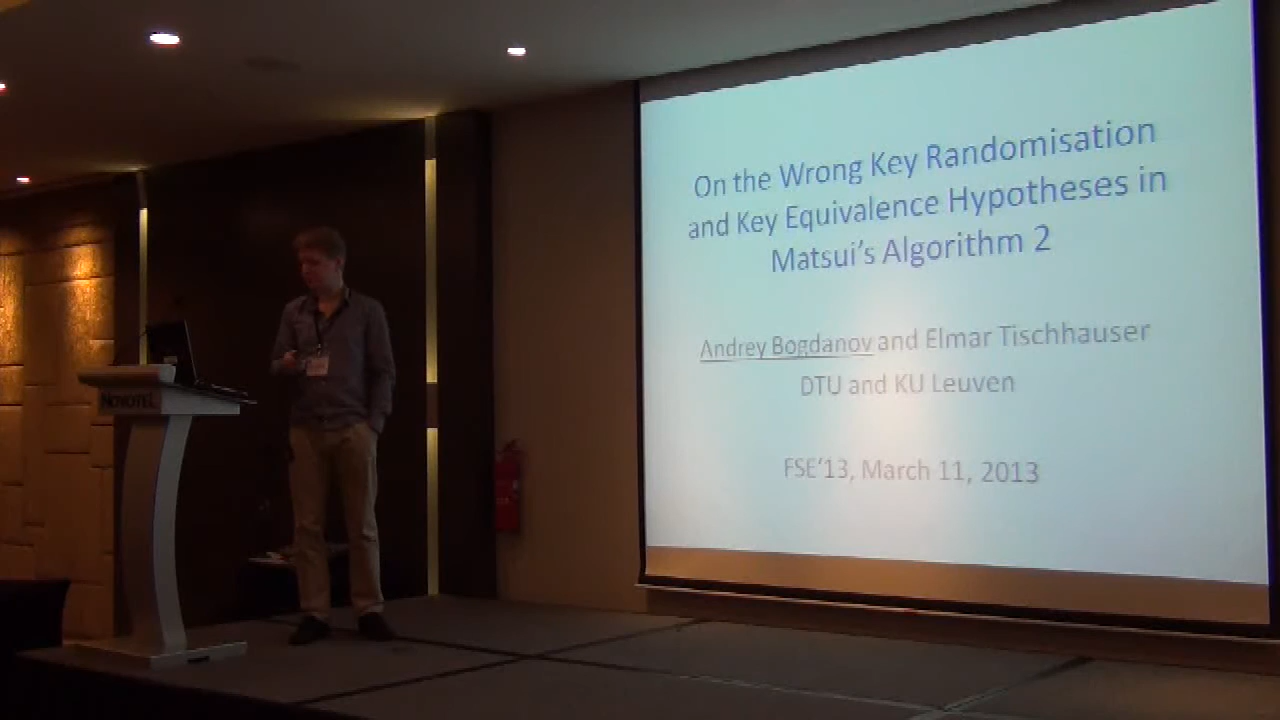 On the Wrong Key Randomisation
and Key Equivalence Hypotheses in
Matsui's Algorithm 2
Andrey Bogdanov and Elmar Tischhauser
DTU and KU Leuven
FSE'13, March 11, 2013
NOVOTEL